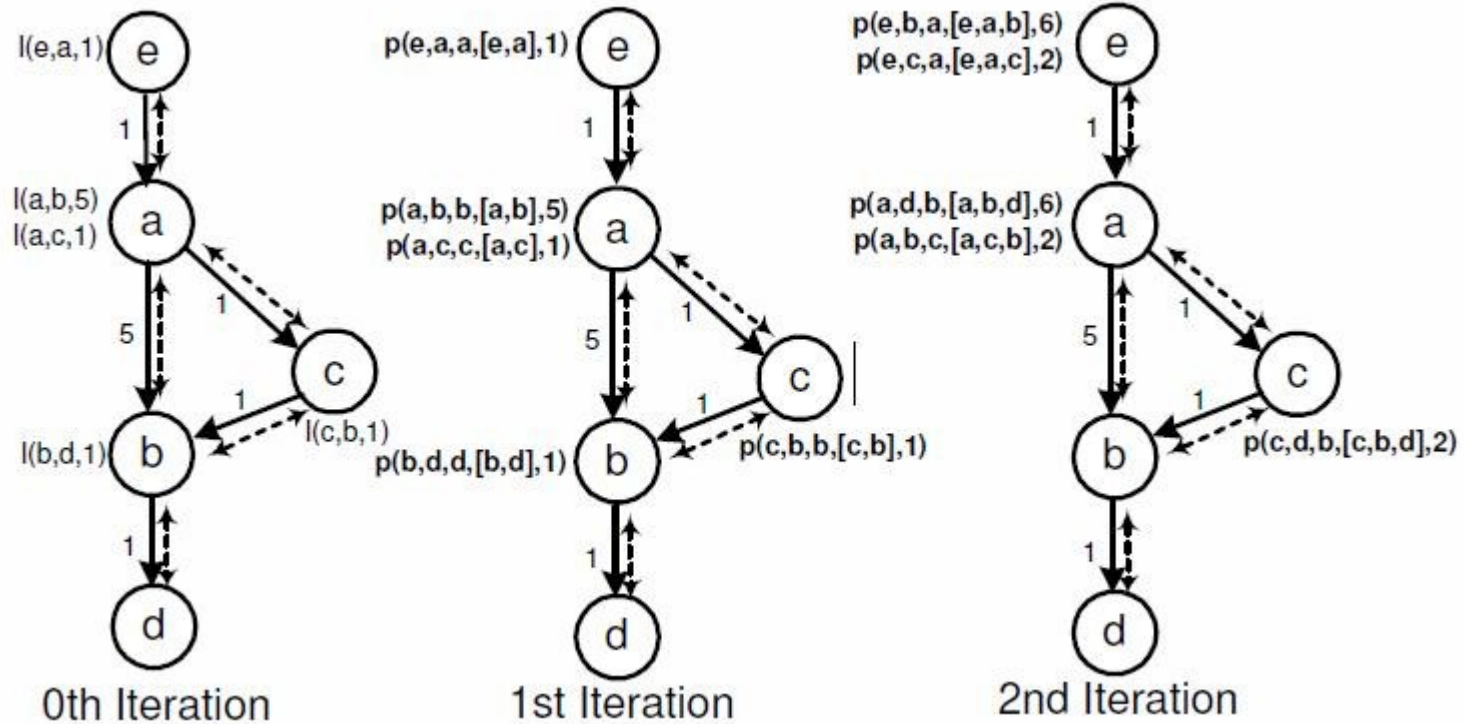 l(e,a,1)
e
1
l(a,b,5)
l(a,c,1)
a
1
5
c
1
l(c,b,1)
l(b,d,1)
b
1
d
0th Iteration
p(e,a,a,[e,a],1)
e
1
p(a,b,b,[a,b],5)
p(a,c,c,[a,c],1)
a
1
5
c
1
p(c,b,b,[c,b],1)
p(b,d,d,[b,d],1)
b
1
d
1st Iteration
p(e,b,a,[e,a,b],6)
p(e,c,a,[e,a,c],2)
e
1
p(a,d,b,[a,b,d],6)
p(a,b,c,[a,c,b],2)
a
1
5
c
1
p(c,d,b,[c,b,d],2)
b
1
d
2nd Iteration